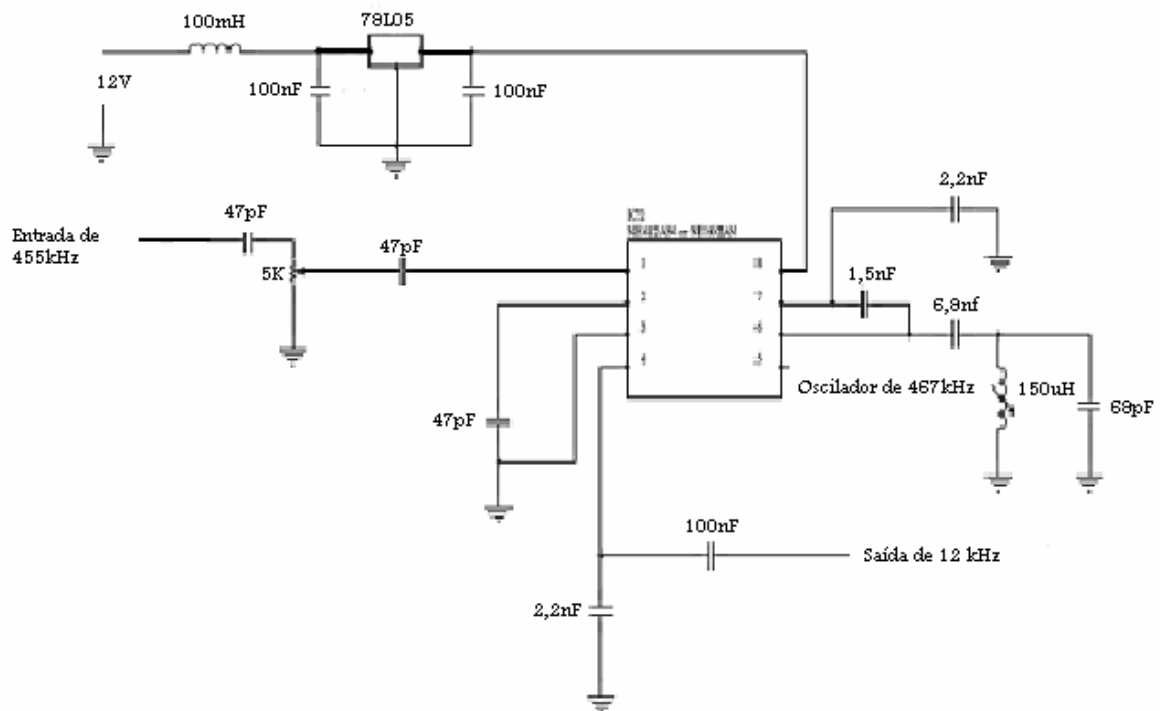 100mH
78L05
12V
100nF
100nF
2,2nF
47pF
Entrada de
455kHz
47pF
5K
1
2
3
4
8
7
6
5
1,5nF
6,8nf
Oscilador de 467kHz
150uH
68pF
47pF
100nF
Saída de 12 kHz
2,2nF